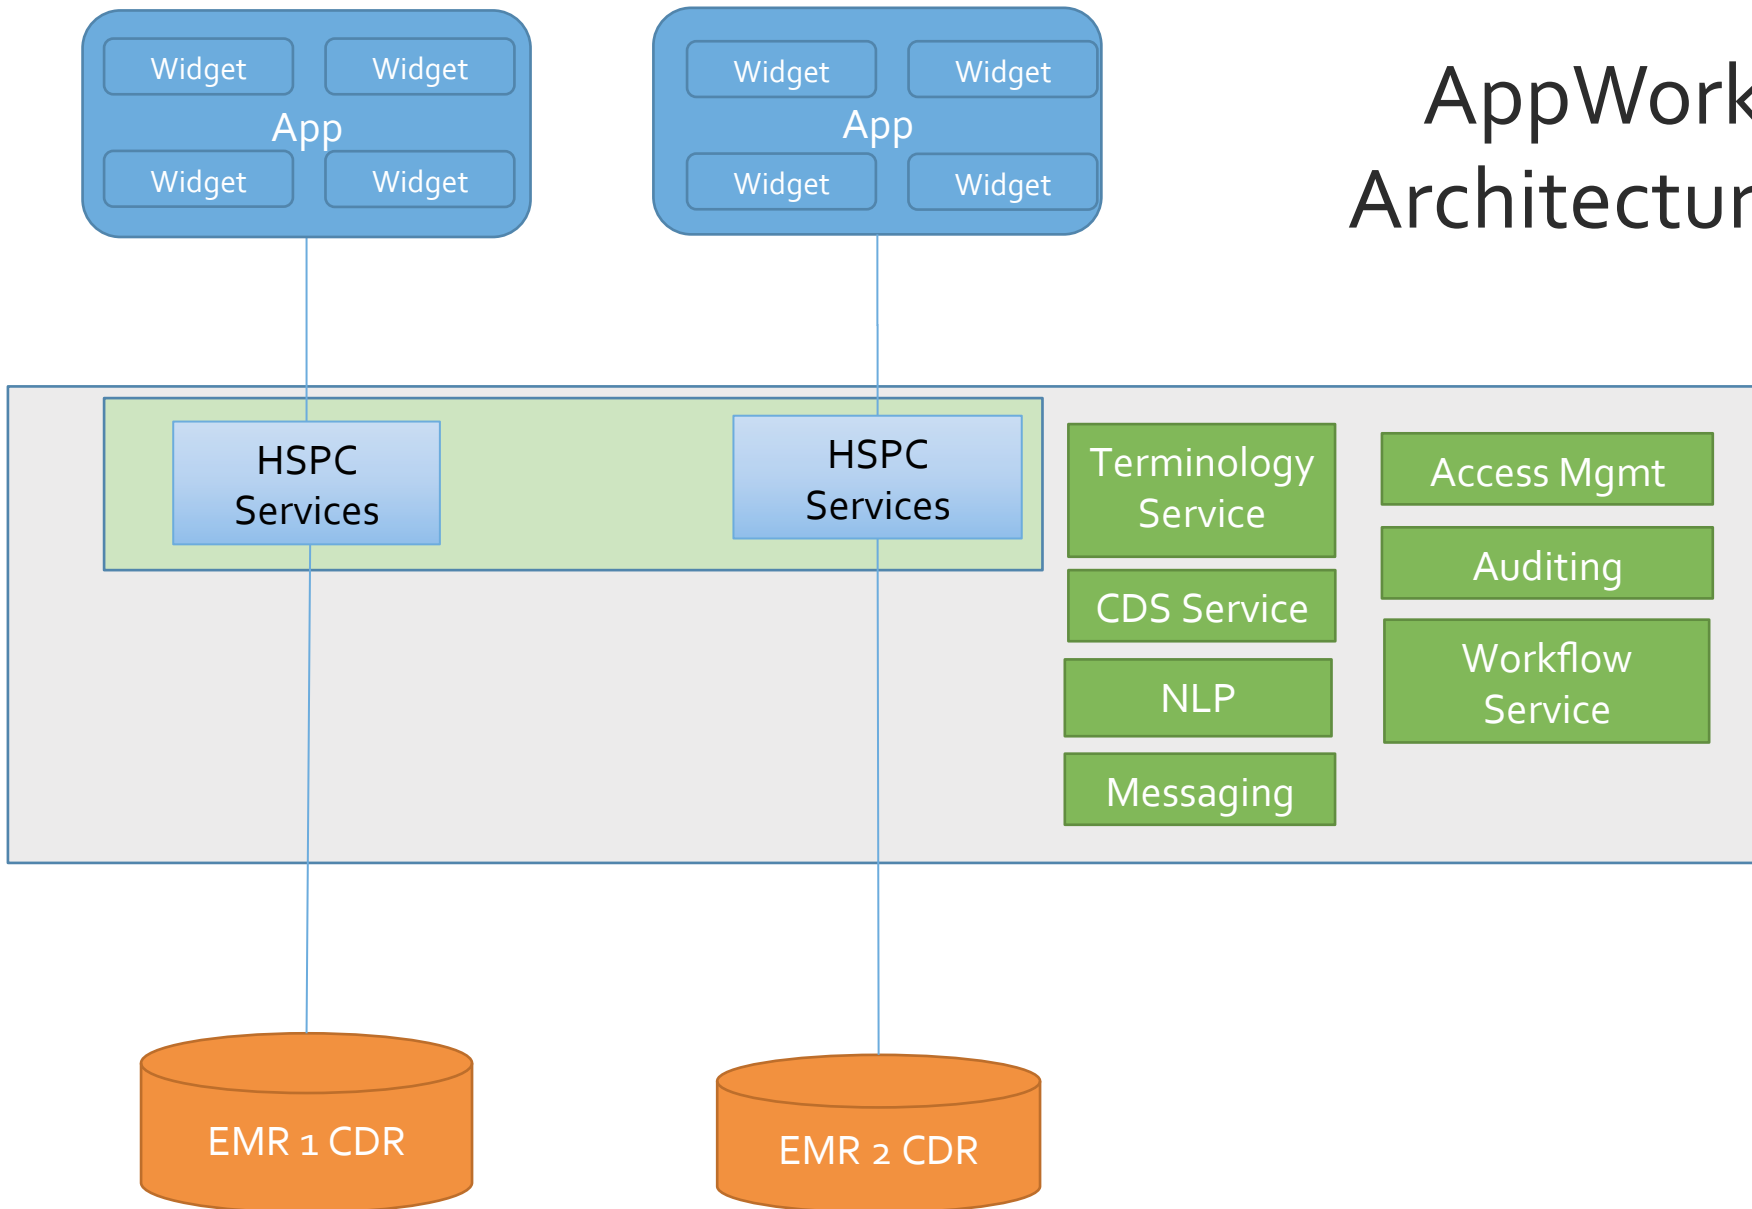 Widget Widget
App
Widget Widget
Widget Widget
App
Widget Widget
AppWork
Architectur
HSPC
Services
HSPC
Services
Terminology
Service
CDS Service
NLP
Messaging
Access Mgmt
Auditing
Workflow
Service
EMR 1 CDR
EMR 2 CDR